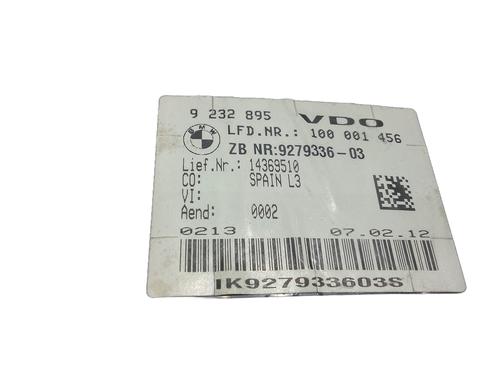 9 232 895 VDO
BMW LFD.NR.: 100 001 456
ZB NR:9279336-03
Lief.Nr.: 14369510
CO: SPAIN L3
VI:
Aend: 0002
0213 07.02.12
IK927933603S